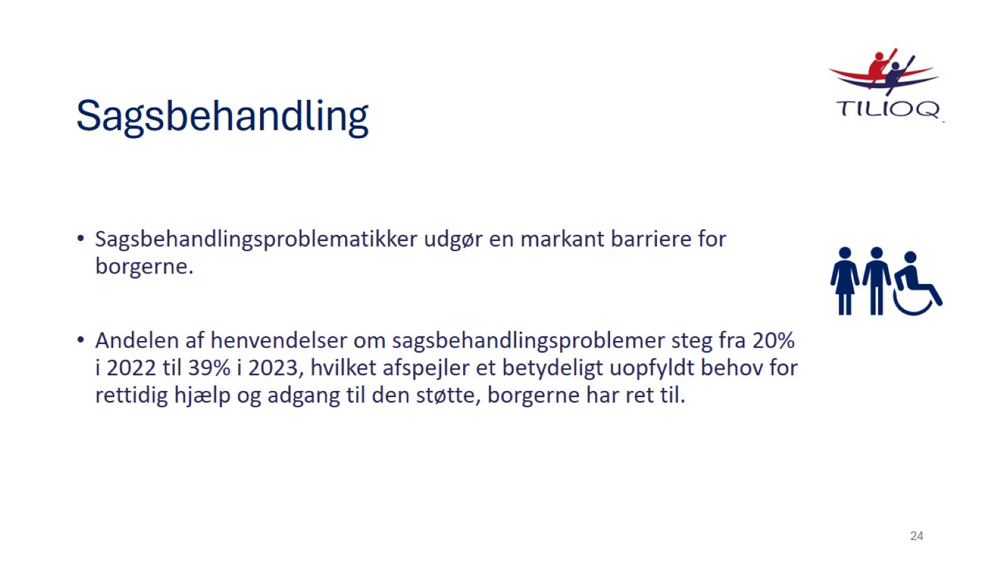 TILIOQ
Sagsbehandling
• Sagsbehandlingsproblematikker udgør en markant barriere for
borgerne.
• Andelen af henvendelser om sagsbehandlingsproblemer steg fra 20%
i 2022 til 39% i 2023, hvilket afspejler et betydeligt uopfyldt behov for
rettidig hjælp og adgang til den støtte, borgerne har ret til.
24